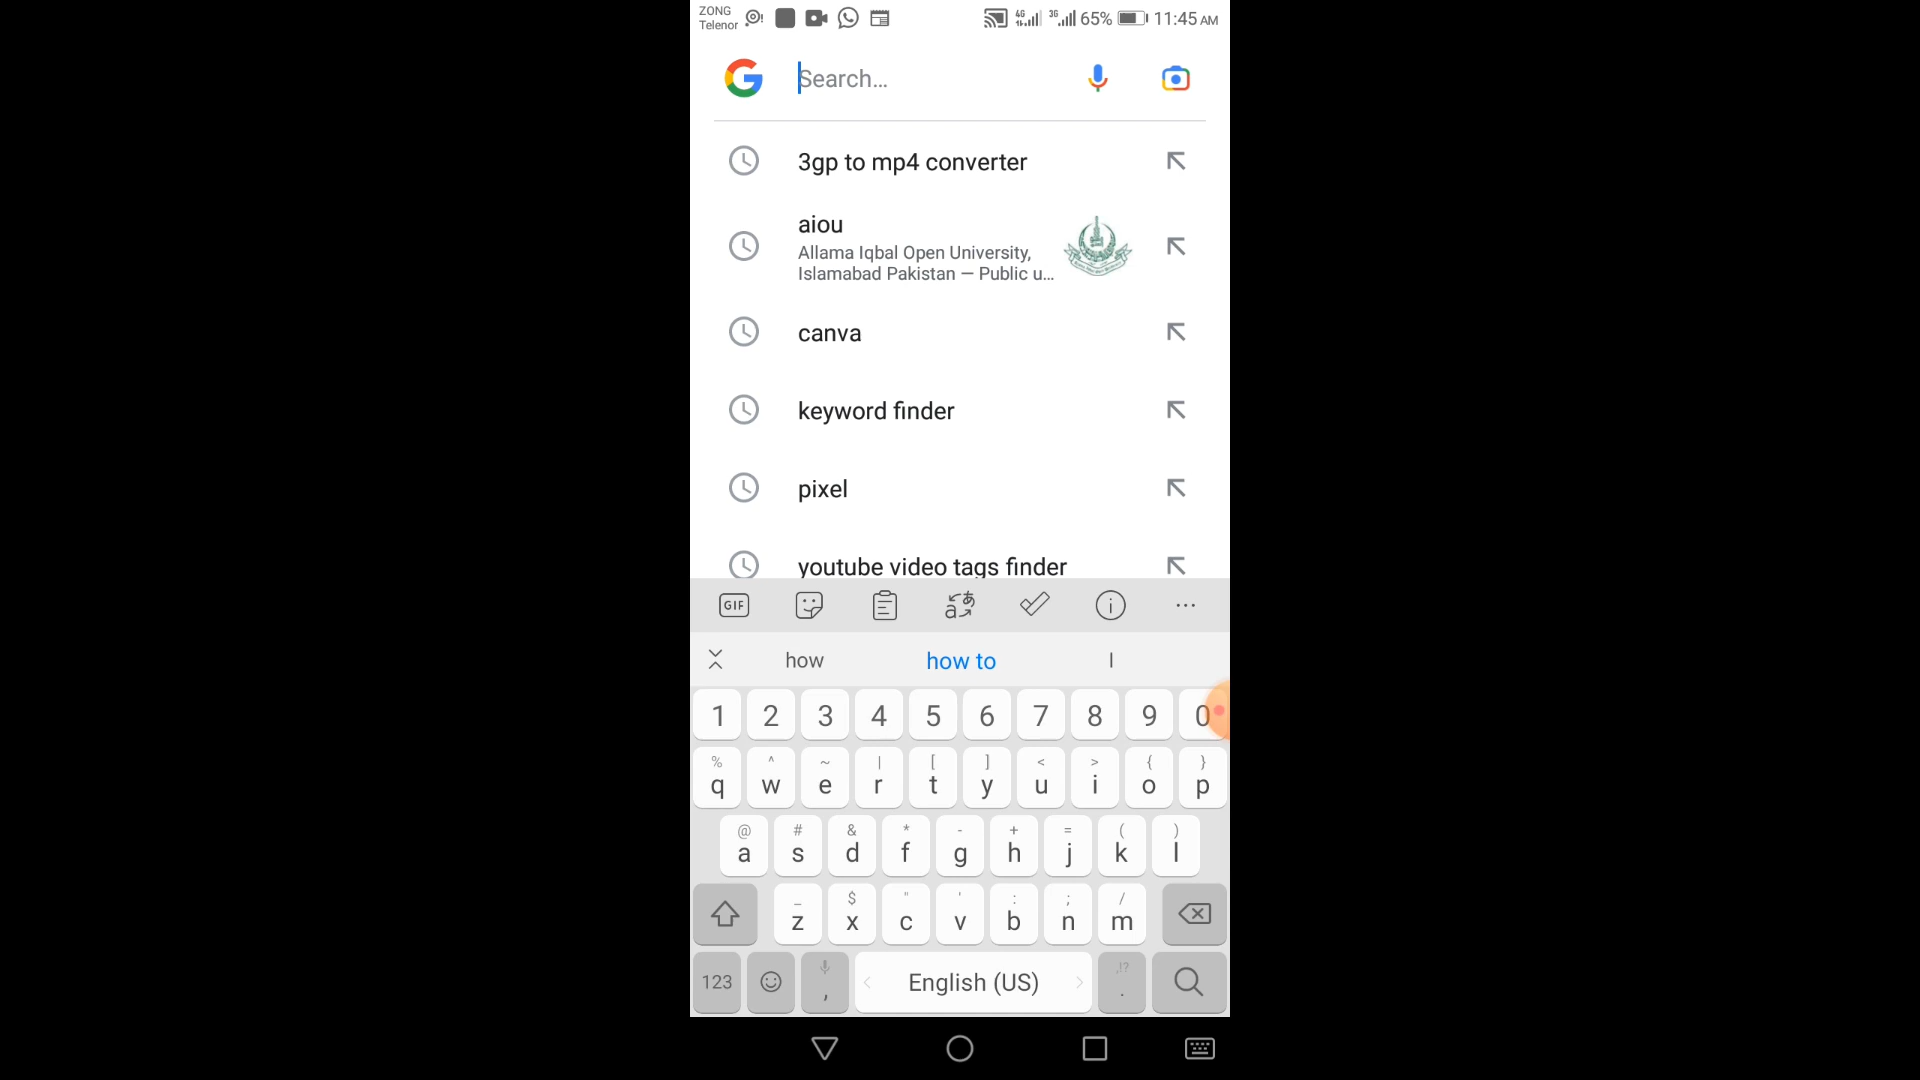 ZONG
Telenor
4G 3G 65% 11:45 AM
Search...
3gp to mp4 converter
aiou
Allama Iqbal Open University,
Islamabad Pakistan — Public u...
canva
keyword finder
pixel
youtube video tags finder
GIF
how how to I
1 2 3 4 5 6 7 8 9 0
% ^ ~ | [ ] < > { }
q w e r t y u i o p
@ # & * - + = ( )
a s d f g h j k l
_ $ " ' : ; /
z x c v b n m
,!?
123 , English (US) .